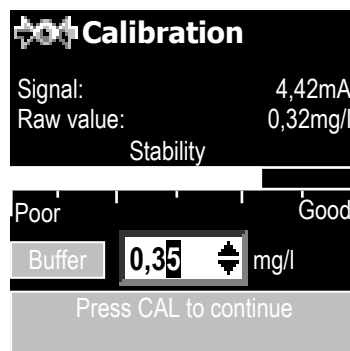 Calibration
Signal: 4,42mA
Raw value: 0,32mg/l
Stability
Poor Good
Buffer 0,35 mg/l
Press CAL to continue